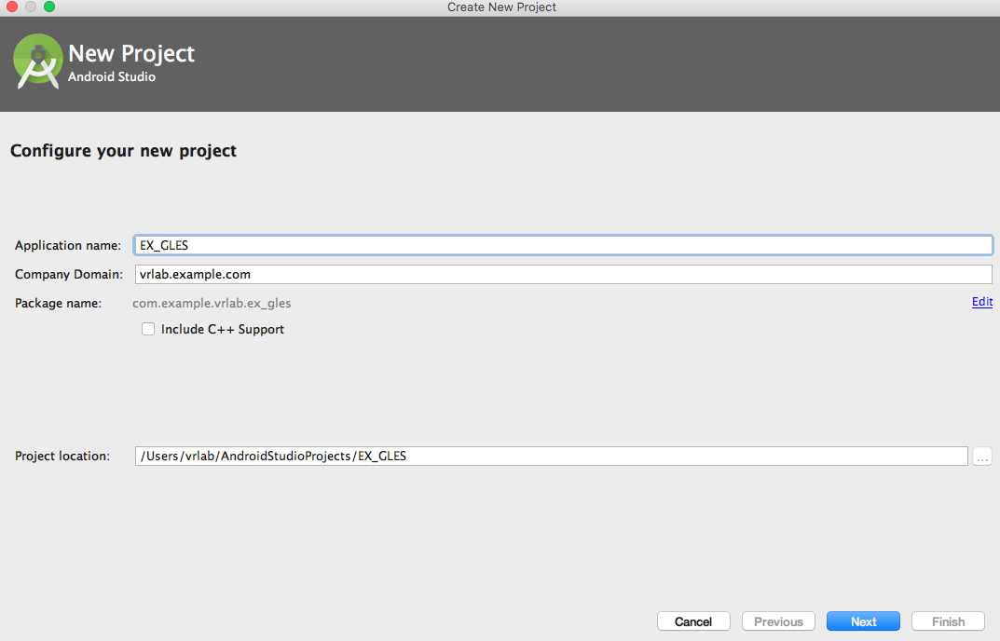 Create New Project
New Project
Android Studio
Configure your new project
Application name: EX_GLES
Company Domain: vrlab.example.com
Package name: com.example.vrlab.ex_gles Edit
Include C++ Support
Project location: /Users/vrlab/AndroidStudioProjects/EX_GLES ...
Cancel Previous Next Finish